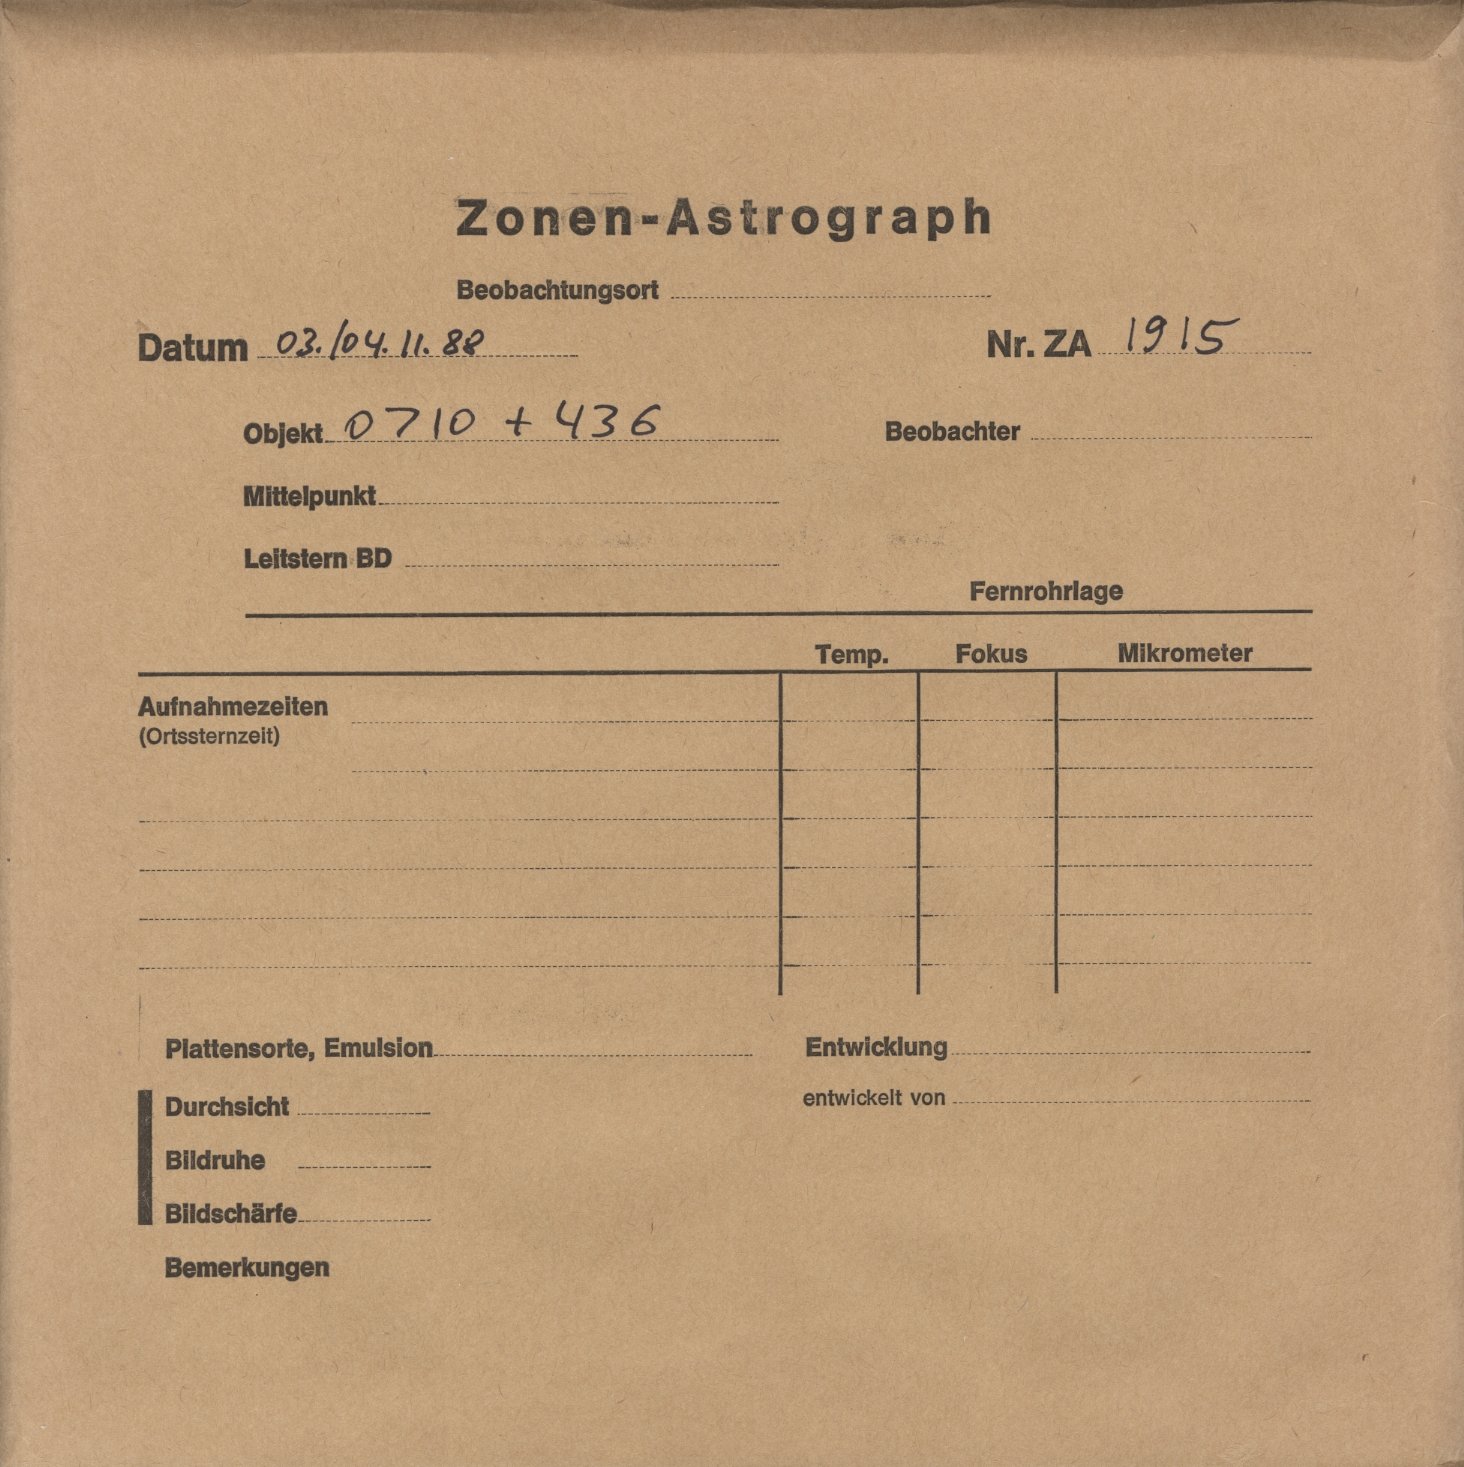 Zonen-Astrograph
Beobachtungsort
Datum 03./04.11.88 Nr. ZA 1915
Objekt 0710 + 436 Beobachter
Mittelpunkt
Leitstern BD
Fernrohrlage
Temp. Fokus Mikrometer
Aufnahmezeiten
(Ortssternzeit)
Plattensorte, Emulsion Entwicklung
Durchsicht entwickelt von
Bildruhe
Bildschärfe
Bemerkungen